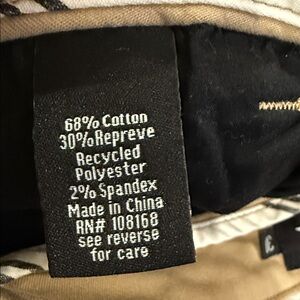 68% Cotton
30% Repreve
Recycled
Polyester
2% Spandex
Made in China
RN# 108168
see reverse
for care